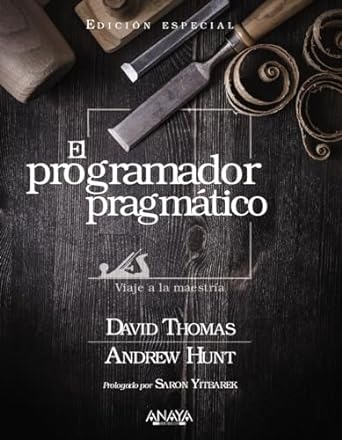 Edición especial
El
programador
pragmático
Viaje a la maestría
David Thomas
Andrew Hunt
Prologado por Saron Yitbarek
ANAYA